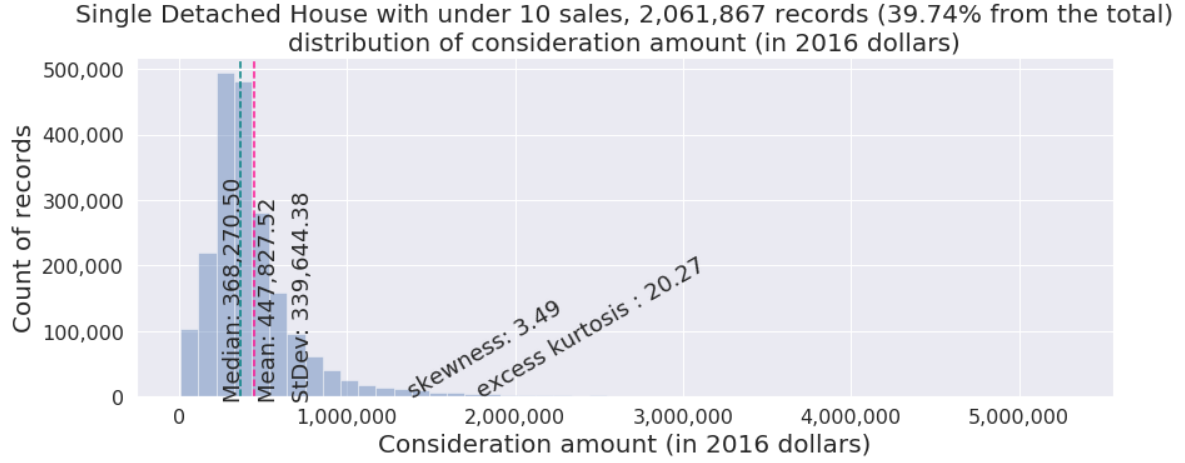 Single Detached House with under 10 sales, 2,061,867 records (39.74% from the total)
distribution of consideration amount (in 2016 dollars)
Count of records
500,000
400,000
300,000
200,000
100,000
0
Median: 368,270.50
Mean: 447,827.52
StDev: 339,644.38
skewness: 3.49
excess kurtosis : 20.27
0
1,000,000
2,000,000
3,000,000
4,000,000
5,000,000
Consideration amount (in 2016 dollars)